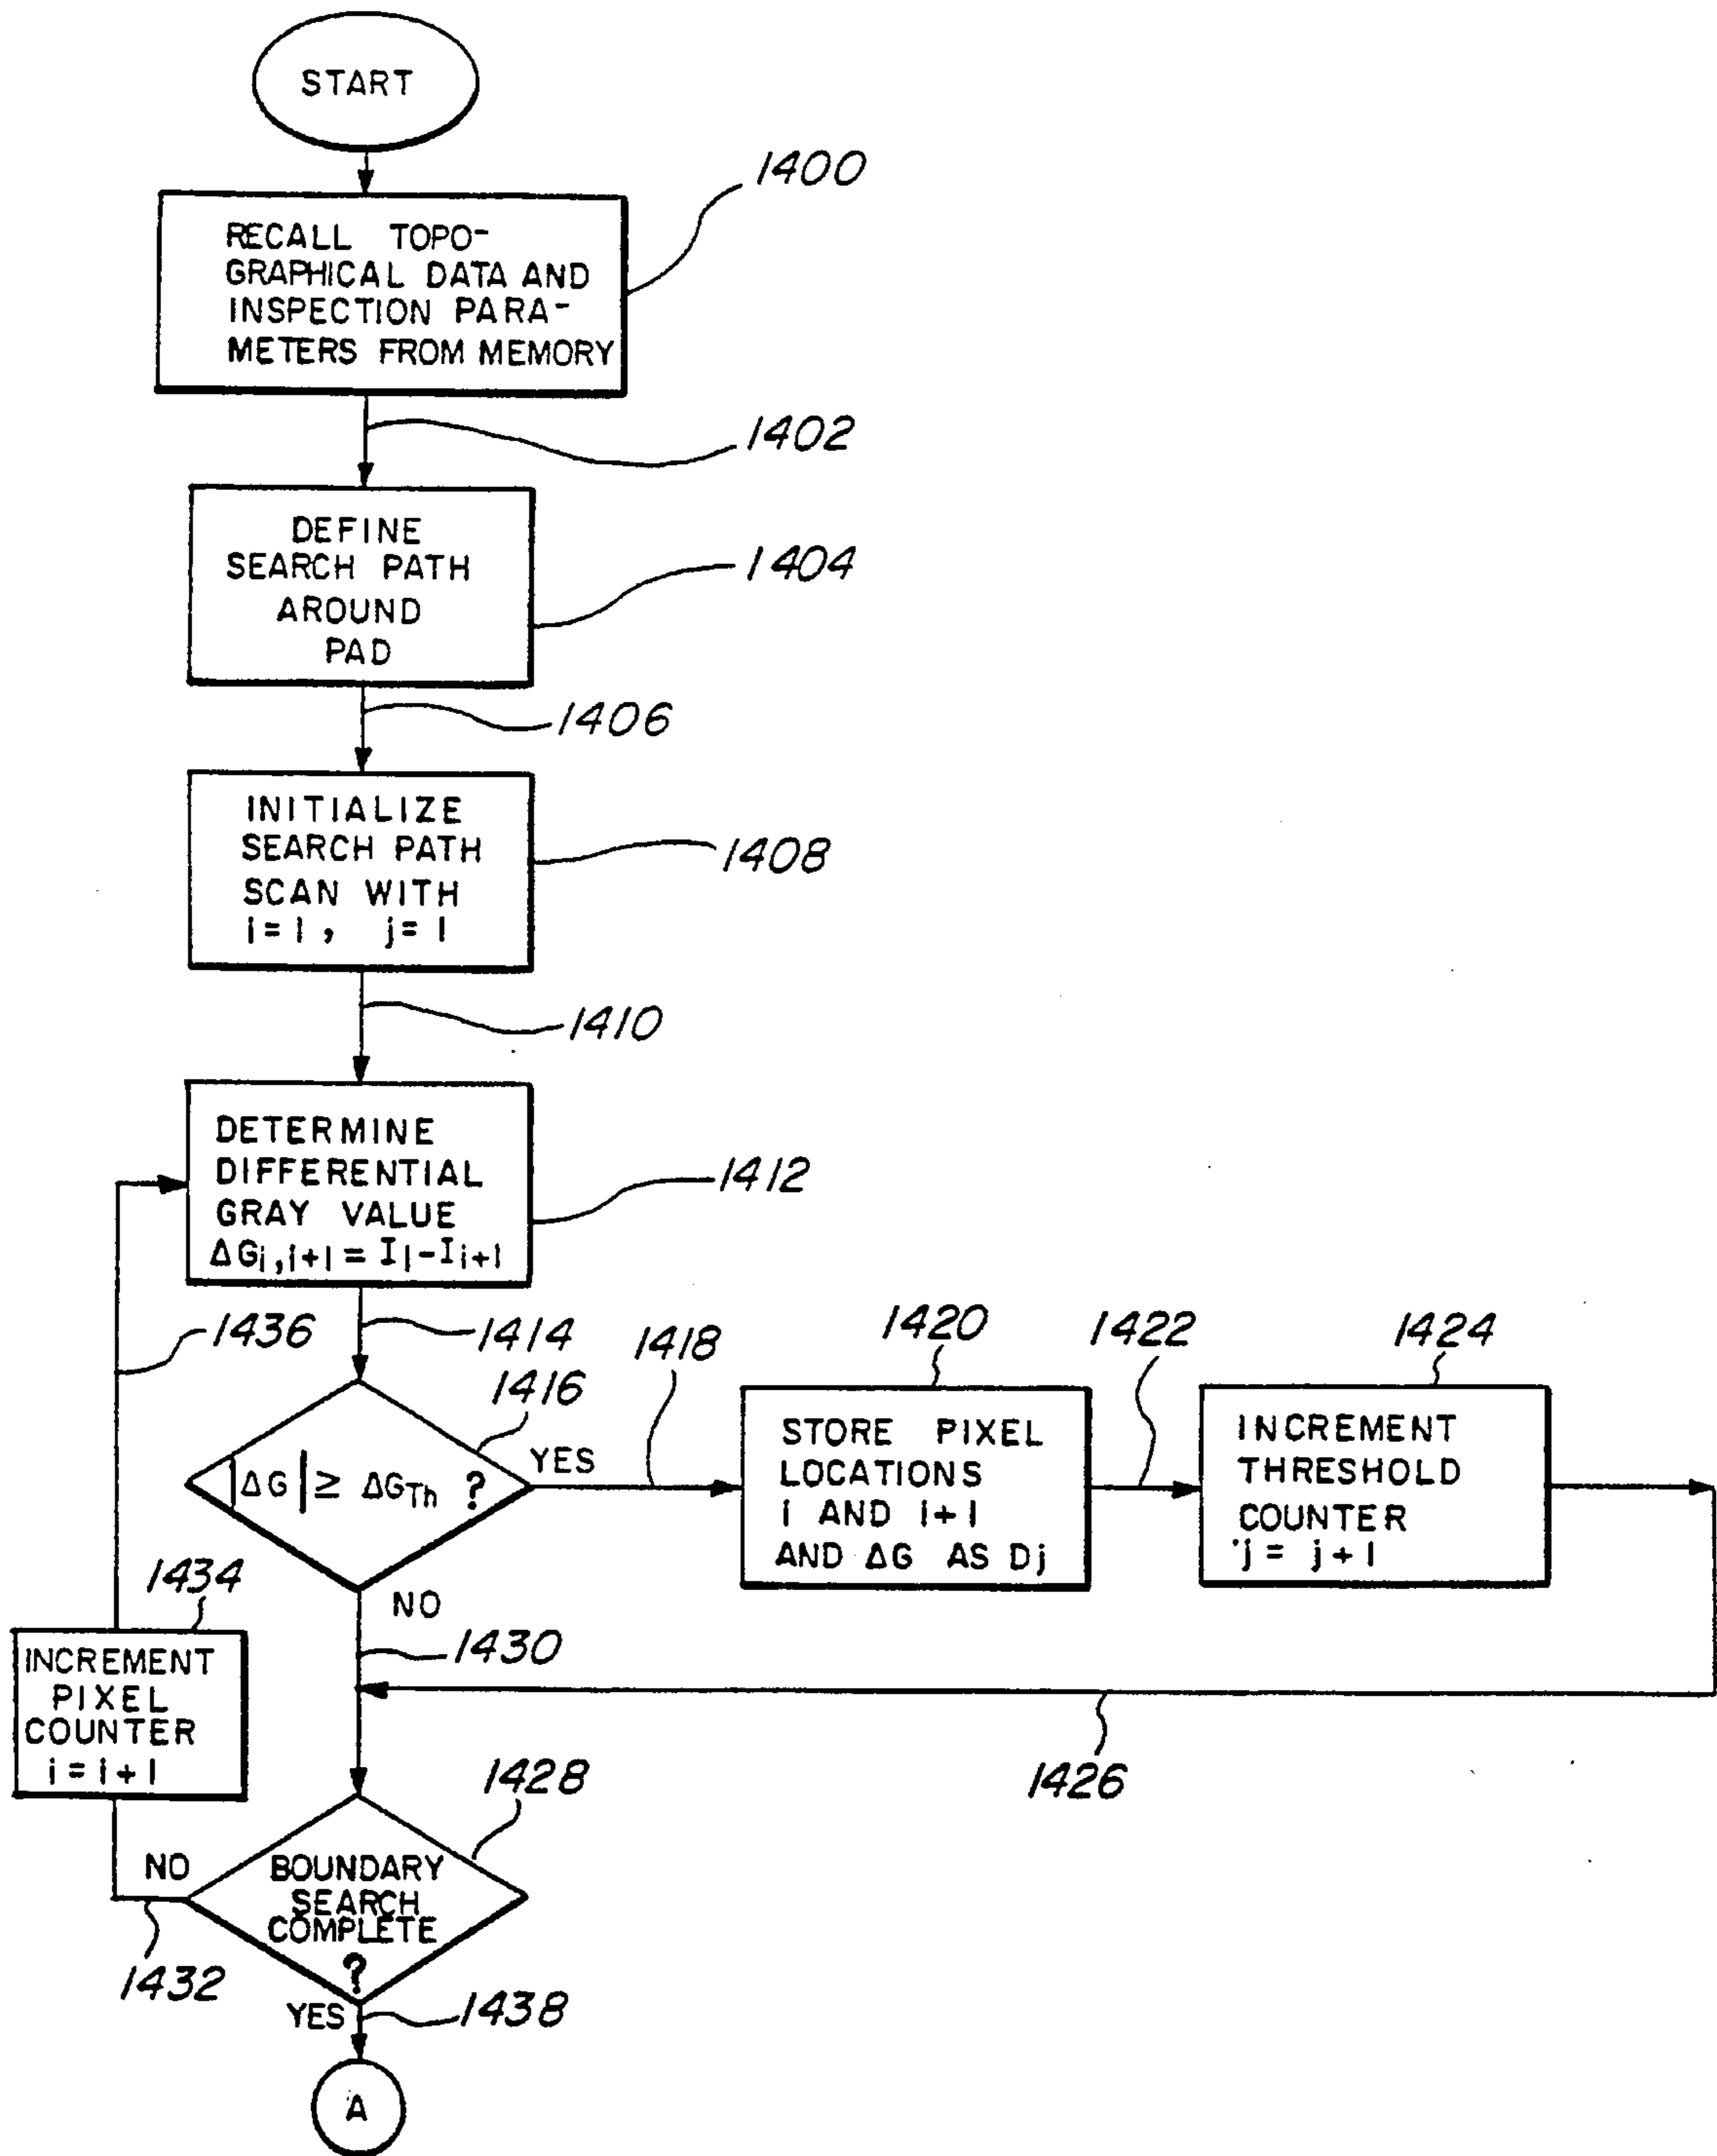 START
1400
RECALL TOPO-
GRAPHICAL DATA AND
INSPECTION PARA-
METERS FROM MEMORY
1402
DEFINE
SEARCH PATH
AROUND
PAD
1404
1406
INITIALIZE
SEARCH PATH
SCAN WITH
i = 1 , j = 1
1408
1410
DETERMINE
DIFFERENTIAL
GRAY VALUE
ΔGi,i+1 = Ii-Ii+1
1412
1414
1436
1416
|ΔG| ≥ ΔGTh ?
YES
1418
1420
STORE PIXEL
LOCATIONS
i AND i+1
AND ΔG AS Dj
1422
1424
INCREMENT
THRESHOLD
COUNTER
j = j+1
NO
1430
1426
1434
INCREMENT
PIXEL
COUNTER
i = i+1
1428
BOUNDARY
SEARCH
COMPLETE
?
NO
1432
YES
1438
A